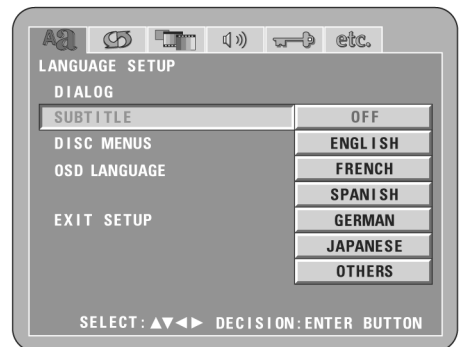 Aa etc.
LANGUAGE SETUP
DIALOG
SUBTITLE OFF
DISC MENUS ENGLISH
OSD LANGUAGE FRENCH
SPANISH
EXIT SETUP GERMAN
JAPANESE
OTHERS
SELECT:▲▼◀▶ DECISION:ENTER BUTTON